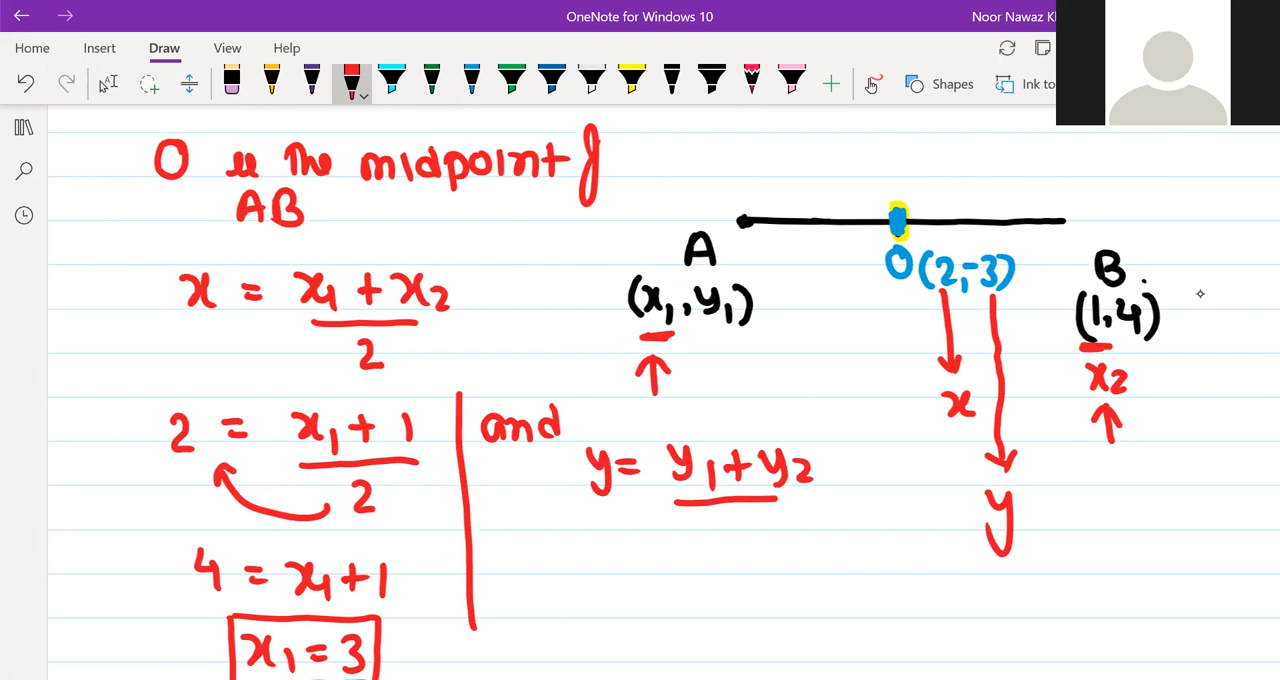 OneNote for Windows 10
Noor Nawaz
Home Insert Draw View Help
Shapes
Ink to
O is the midpoint of
AB
A
(x₁, y₁)
O(2,-3)
B
(1,4)
x = x₁ + x₂
2
x
x₂
2 = x₁ + 1
2
and
y = y₁ + y₂
y
4 = x₁ + 1
x₁ = 3